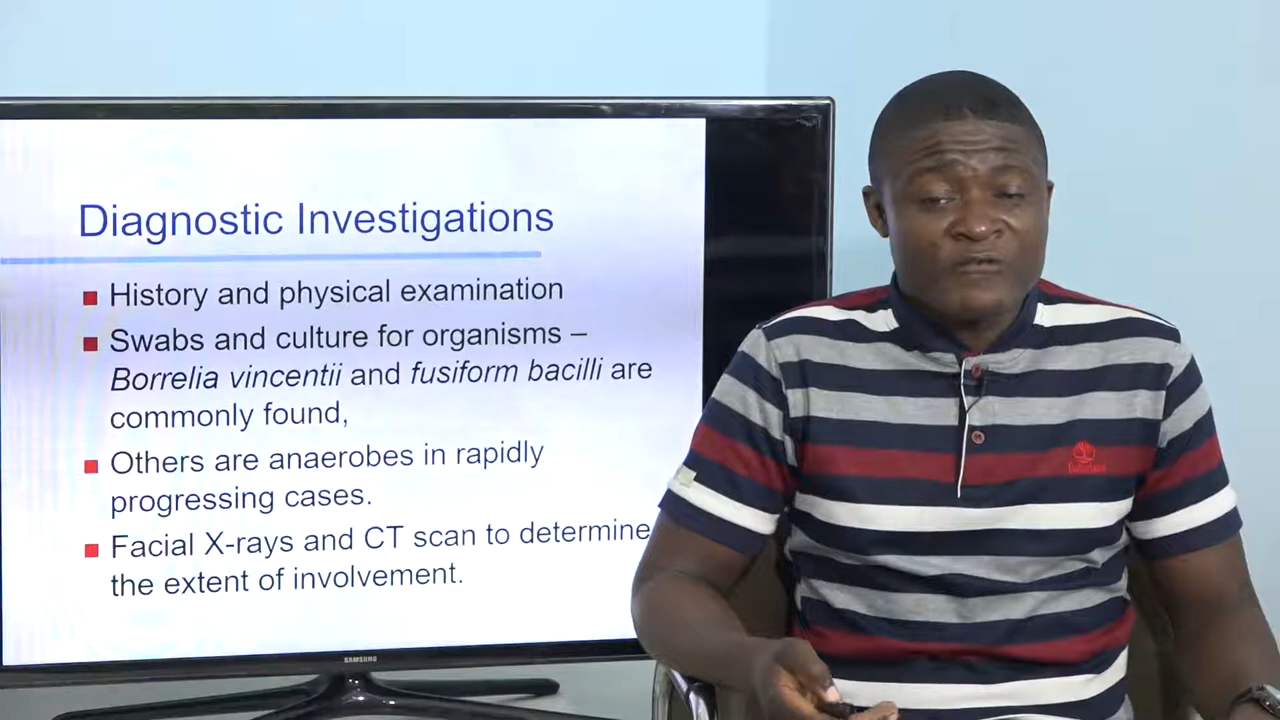 Diagnostic Investigations
■ History and physical examination
■ Swabs and culture for organisms –
Borrelia vincentii and fusiform bacilli are
commonly found,
■ Others are anaerobes in rapidly
progressing cases.
■ Facial X-rays and CT scan to determine
the extent of involvement.
SAMSUNG